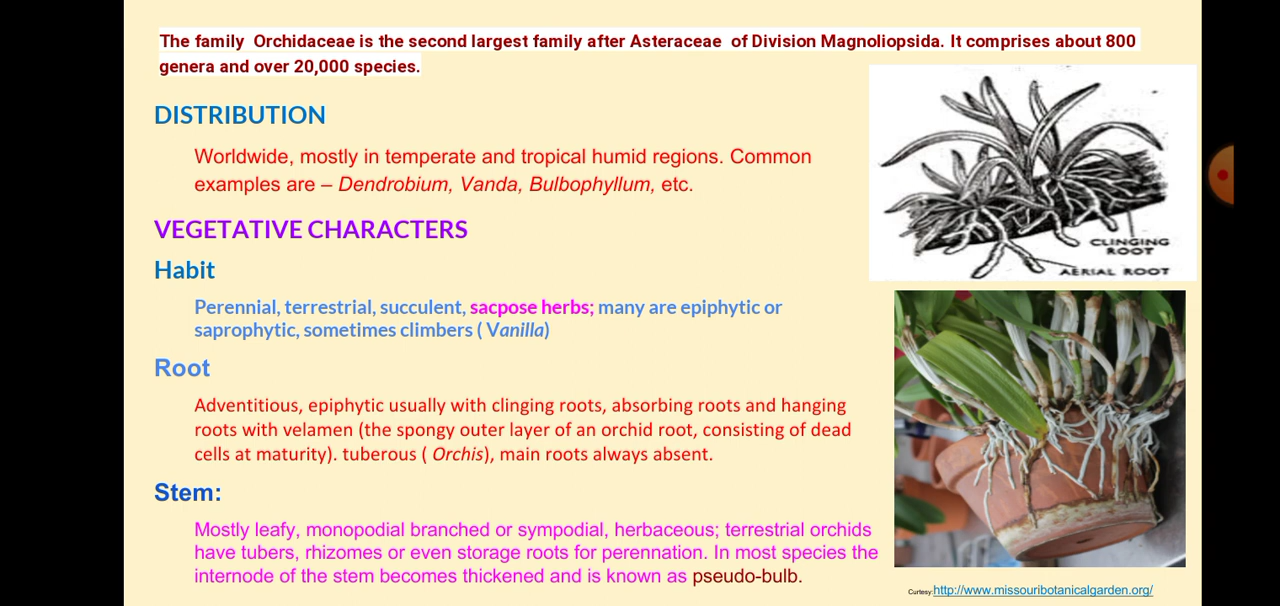 The family  Orchidaceae is the second largest family after Asteraceae  of Division Magnoliopsida. It comprises about 800
genera and over 20,000 species.
DISTRIBUTION
Worldwide, mostly in temperate and tropical humid regions. Common
examples are – Dendrobium, Vanda, Bulbophyllum, etc.
VEGETATIVE CHARACTERS
Habit
Perennial, terrestrial, succulent, sacpose herbs; many are epiphytic or
saprophytic, sometimes climbers ( Vanilla)
Root
Adventitious, epiphytic usually with clinging roots, absorbing roots and hanging
roots with velamen (the spongy outer layer of an orchid root, consisting of dead
cells at maturity). tuberous ( Orchis), main roots always absent.
Stem:
Mostly leafy, monopodial branched or sympodial, herbaceous; terrestrial orchids
have tubers, rhizomes or even storage roots for perennation. In most species the
internode of the stem becomes thickened and is known as pseudo-bulb.
CLINGING
ROOT
AERIAL ROOT
Curtesy:http://www.missouribotanicalgarden.org/